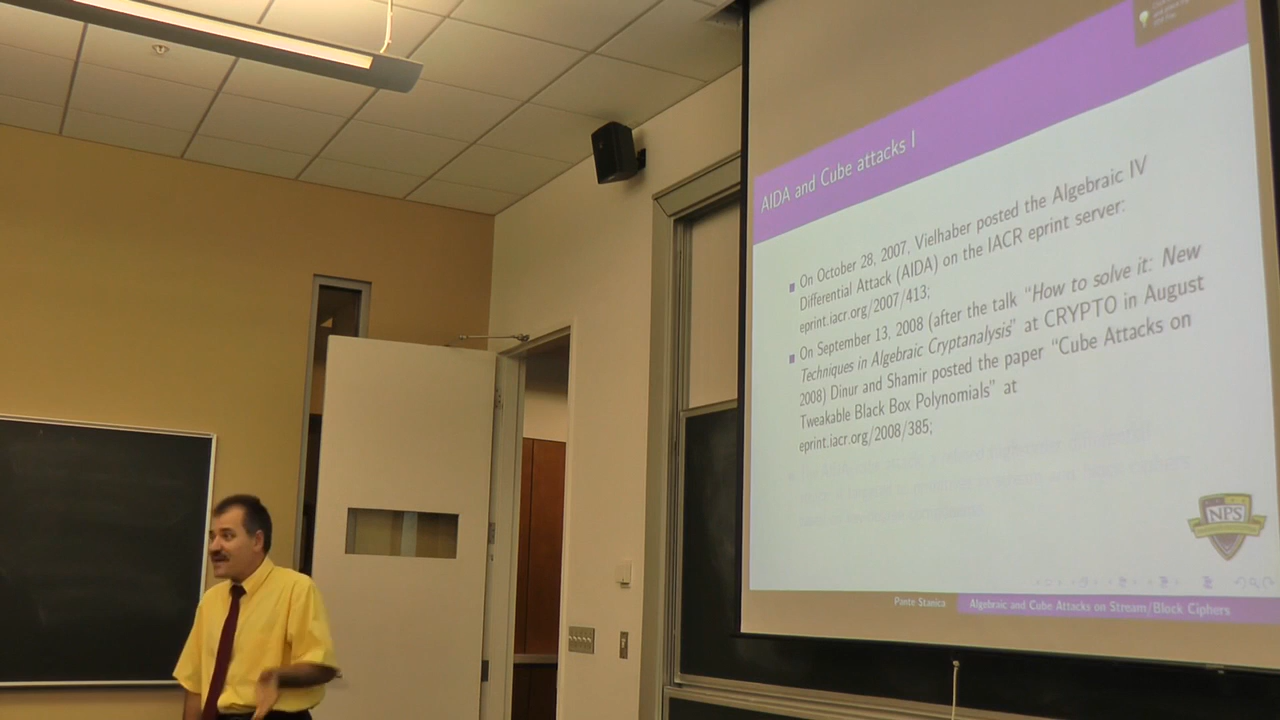 AIDA and Cube attacks I
On October 28, 2007, Vielhaber posted the Algebraic IV
Differential Attack (AIDA) on the IACR eprint server:
eprint.iacr.org/2007/413;
On September 13, 2008 (after the talk “How to solve it: New
Techniques in Algebraic Cryptanalysis” at CRYPTO in August
2008) Dinur and Shamir posted the paper “Cube Attacks on
Tweakable Black Box Polynomials” at
eprint.iacr.org/2008/385;
NPS
Pante Stanica
Algebraic and Cube Attacks on Stream/Block Ciphers